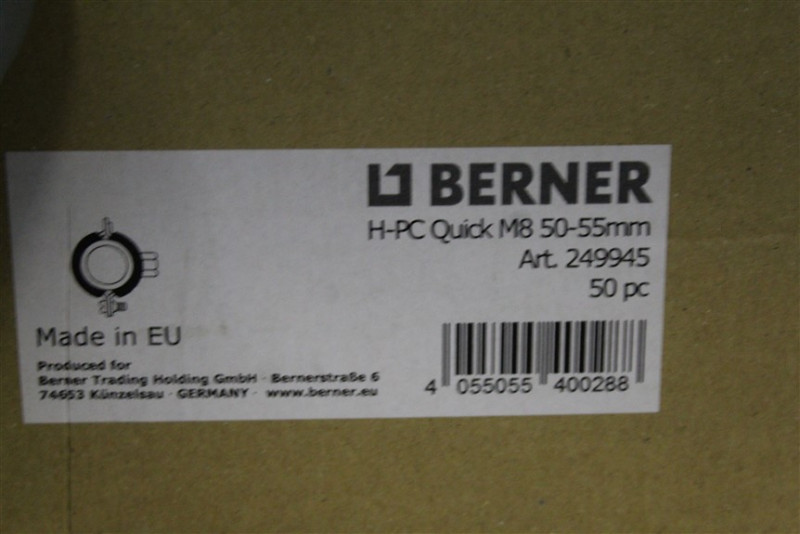 BERNER
H-PC Quick M8 50-55mm
Art. 249945
50 pc
Made in EU
Produced for
Berner Trading Holding GmbH · Bernerstraße 6
74653 Künzelsau · GERMANY · www.berner.eu
4 055055 400288